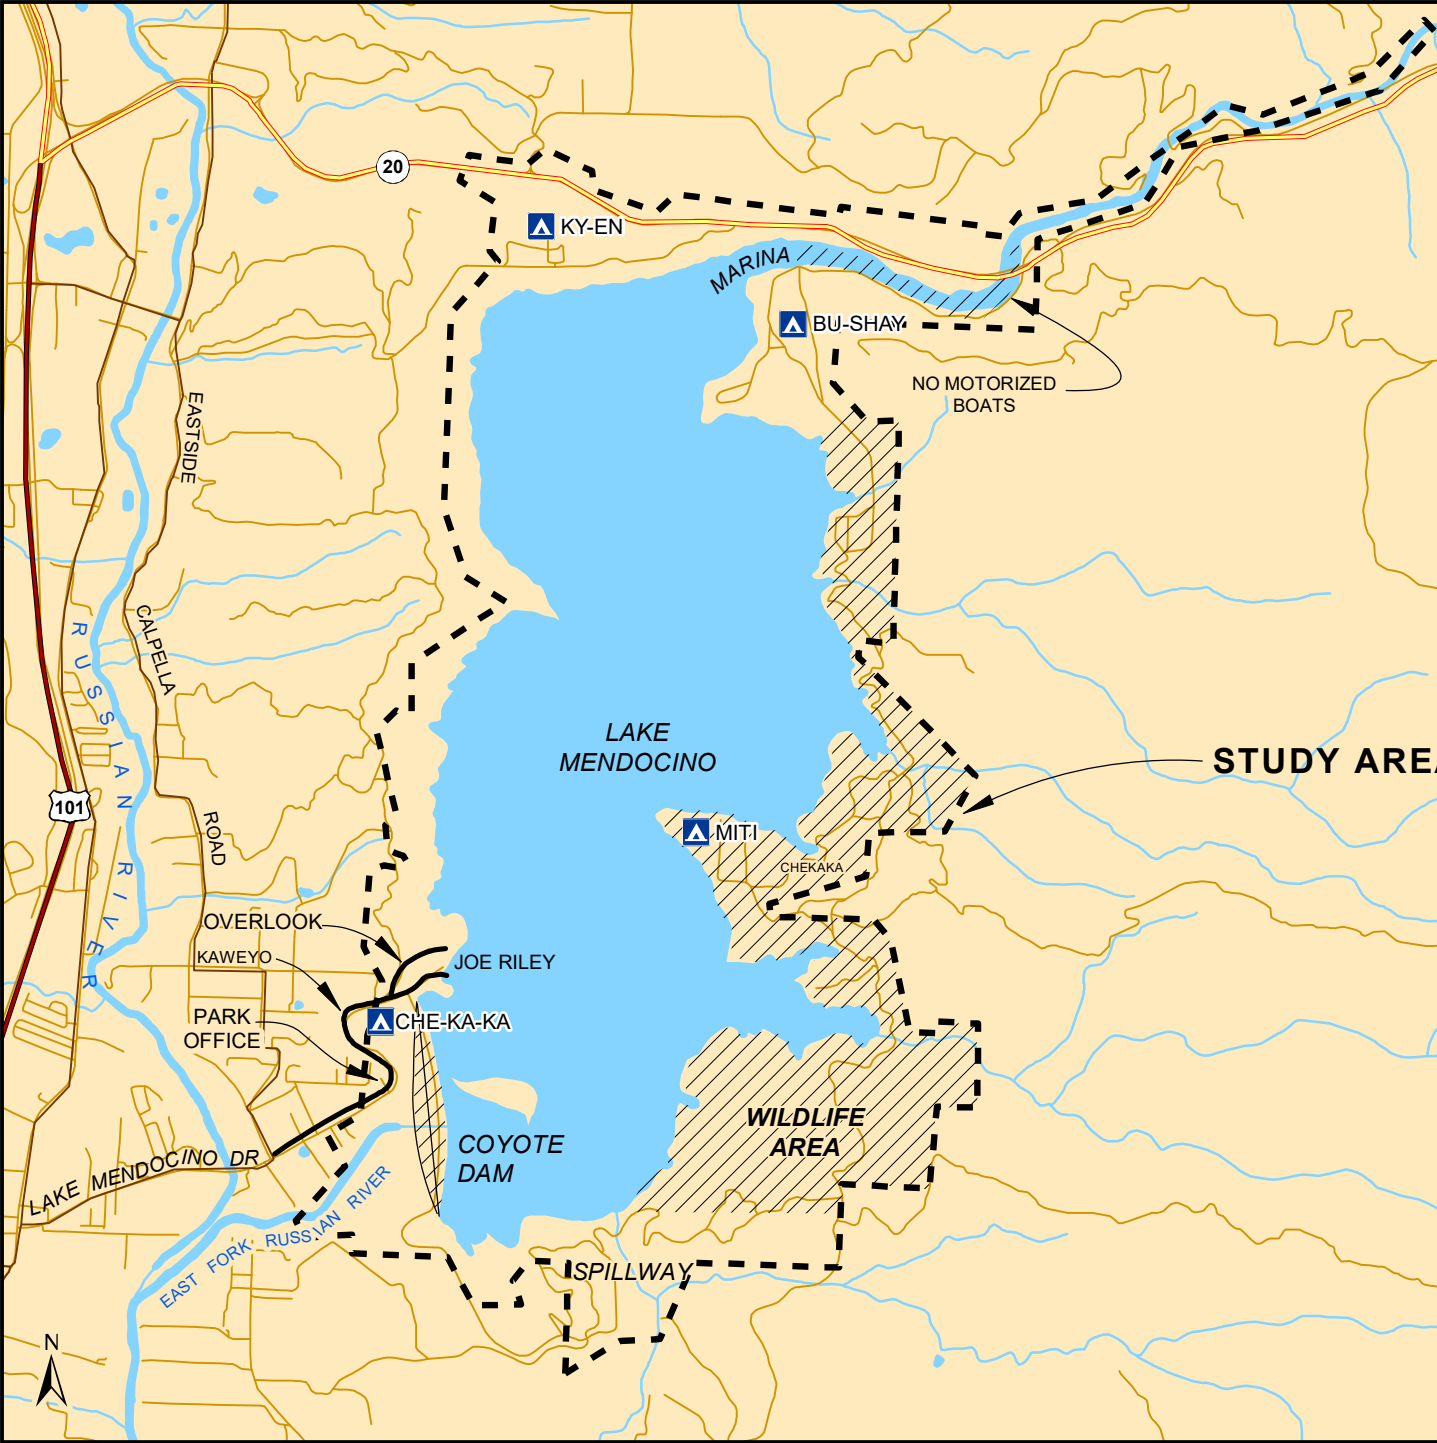 20
KY-EN
MARINA
BU-SHAY
NO MOTORIZED
BOATS
EASTSIDE
CALPELLA
ROAD
RUSSIAN RIVER
LAKE
MENDOCINO
STUDY AREA
101
MITI
CHEKAKA
OVERLOOK
KAWEYO
JOE RILEY
PARK
OFFICE
CHE-KA-KA
WILDLIFE
AREA
COYOTE
DAM
LAKE MENDOCINO DR
EAST FORK RUSSIAN RIVER
SPILLWAY
N